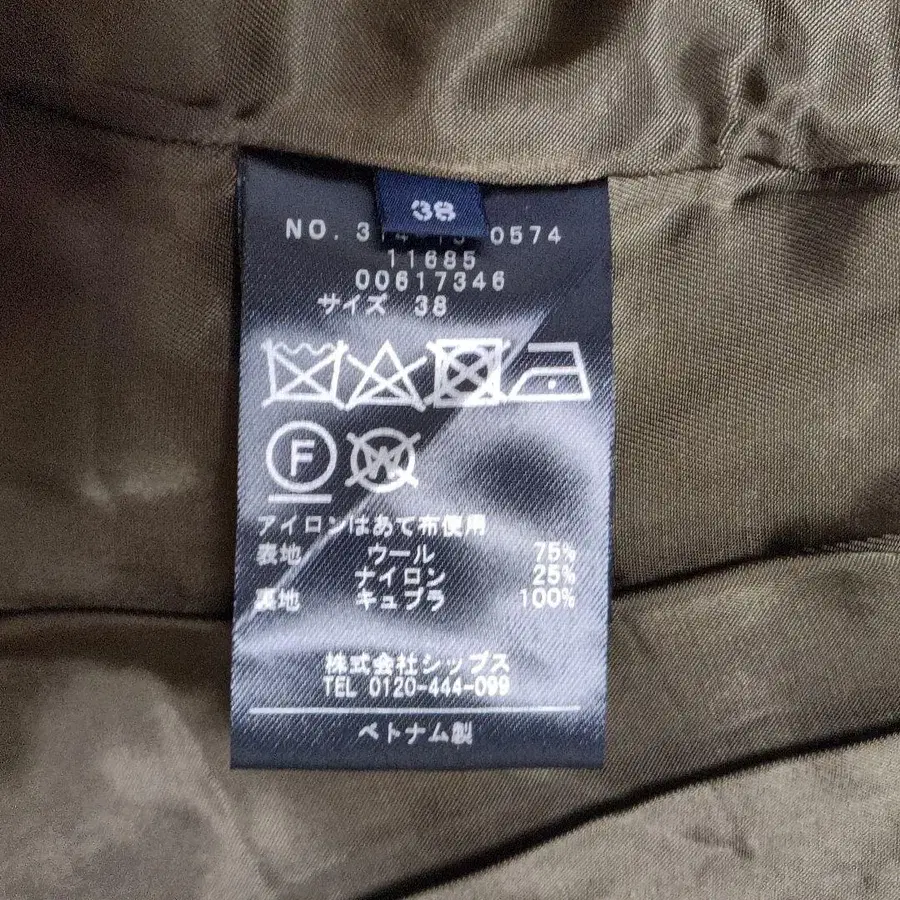 38
NO. 0574
11685
00617346
サイズ 38
F
W
アイロンはあて布使用
表地 ウール 75%
ナイロン 25%
裏地 キュプラ 100%
株式会社シップス
TEL 0120-444-099
ベトナム製